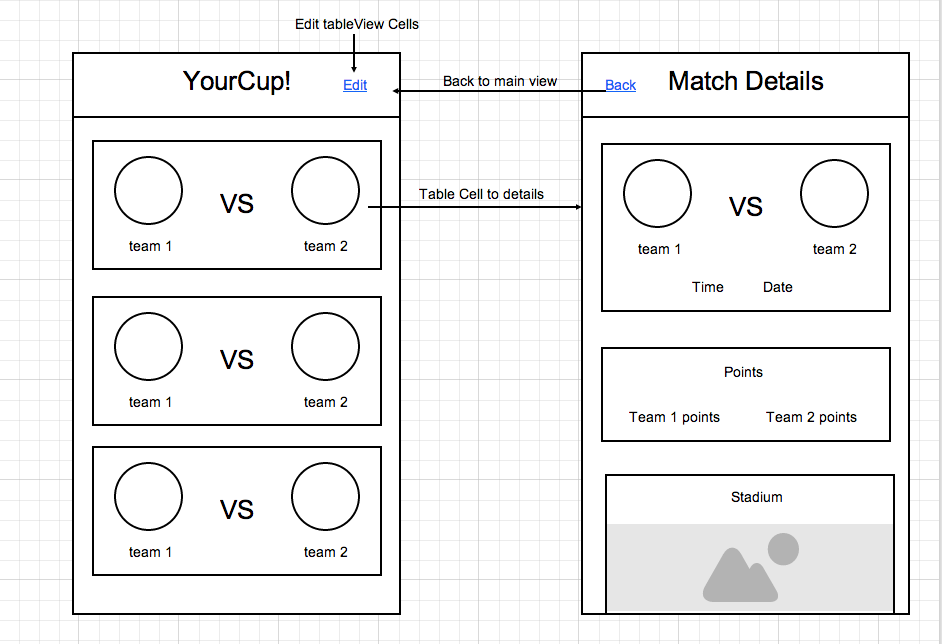 Edit tableView Cells
YourCup!
Edit
VS
team 1
team 2
VS
team 1
team 2
VS
team 1
team 2
Back to main view
Table Cell to details
Back
Match Details
VS
team 1
team 2
Time
Date
Points
Team 1 points
Team 2 points
Stadium